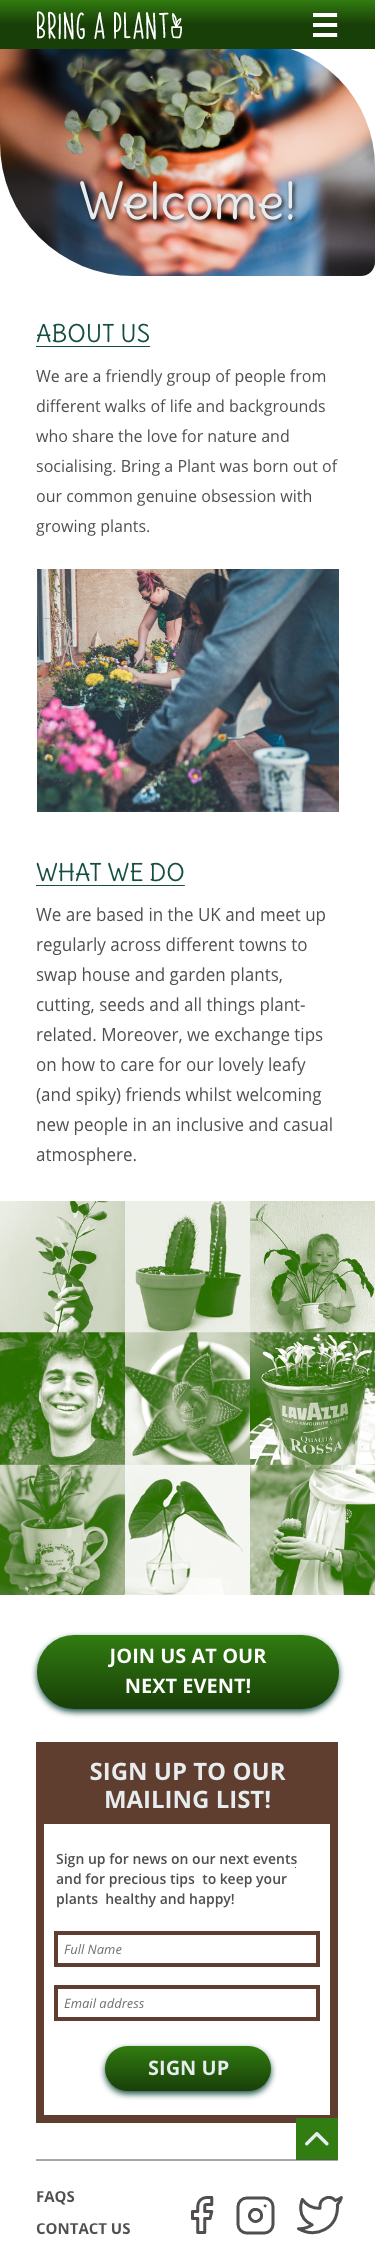 BRING A PLANT
Welcome!
ABOUT US
We are a friendly group of people from
different walks of life and backgrounds
who share the love for nature and
socialising. Bring a Plant was born out of
our common genuine obsession with
growing plants.
WHAT WE DO
We are based in the UK and meet up
regularly across different towns to
swap house and garden plants,
cutting, seeds and all things plant-
related. Moreover, we exchange tips
on how to care for our lovely leafy
(and spiky) friends whilst welcoming
new people in an inclusive and casual
atmosphere.
LAVAZZA
QUALITÀ
ROSSA
JOIN US AT OUR
NEXT EVENT!
SIGN UP TO OUR
MAILING LIST!
Sign up for news on our next events
and for precious tips to keep your
plants healthy and happy!
Full Name
Email address
SIGN UP
FAQS
CONTACT US